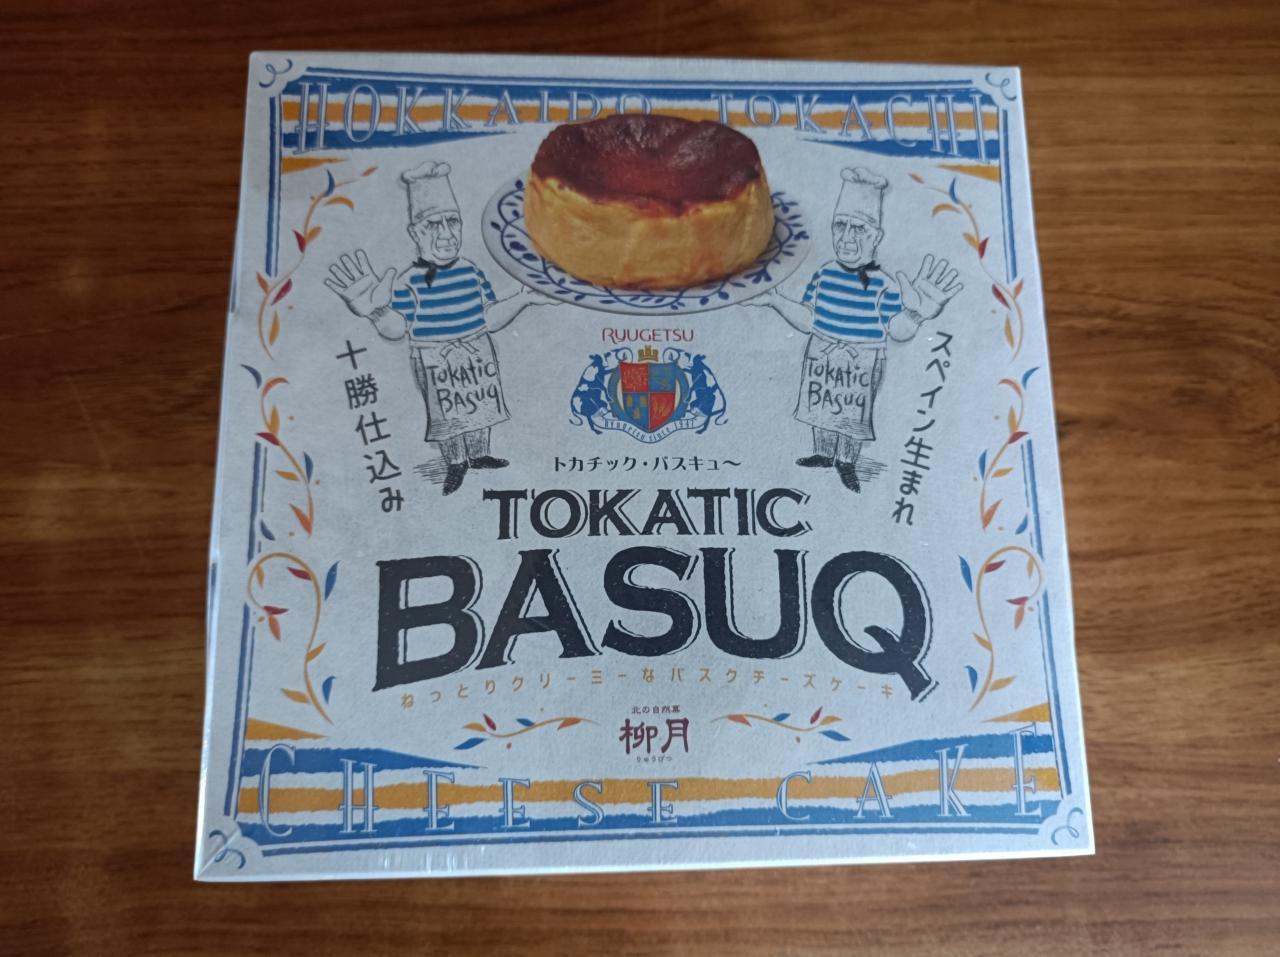 HOKKAIDO TOKACHI
RYUUGETSU
Ryugetsu since 1947
TOKATIC
BASUQ
TOKATIC
BASUQ
十勝仕込み
スペイン生まれ
トカチック・バスキュ〜
TOKATIC
BASUQ
ねっとりクリーミーなバスクチーズケーキ
北の自然菓
柳月
りゅうげつ
CHEESE CAKE